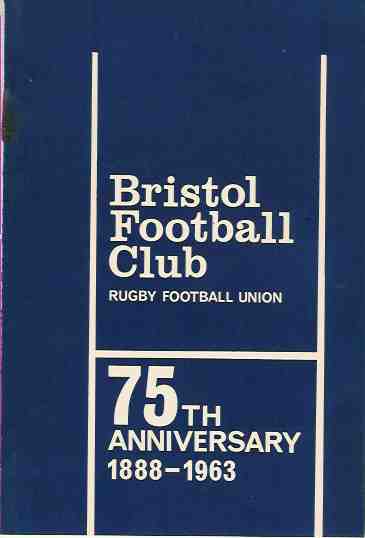 Bristol
Football
Club
RUGBY FOOTBALL UNION
75TH
ANNIVERSARY
1888–1963